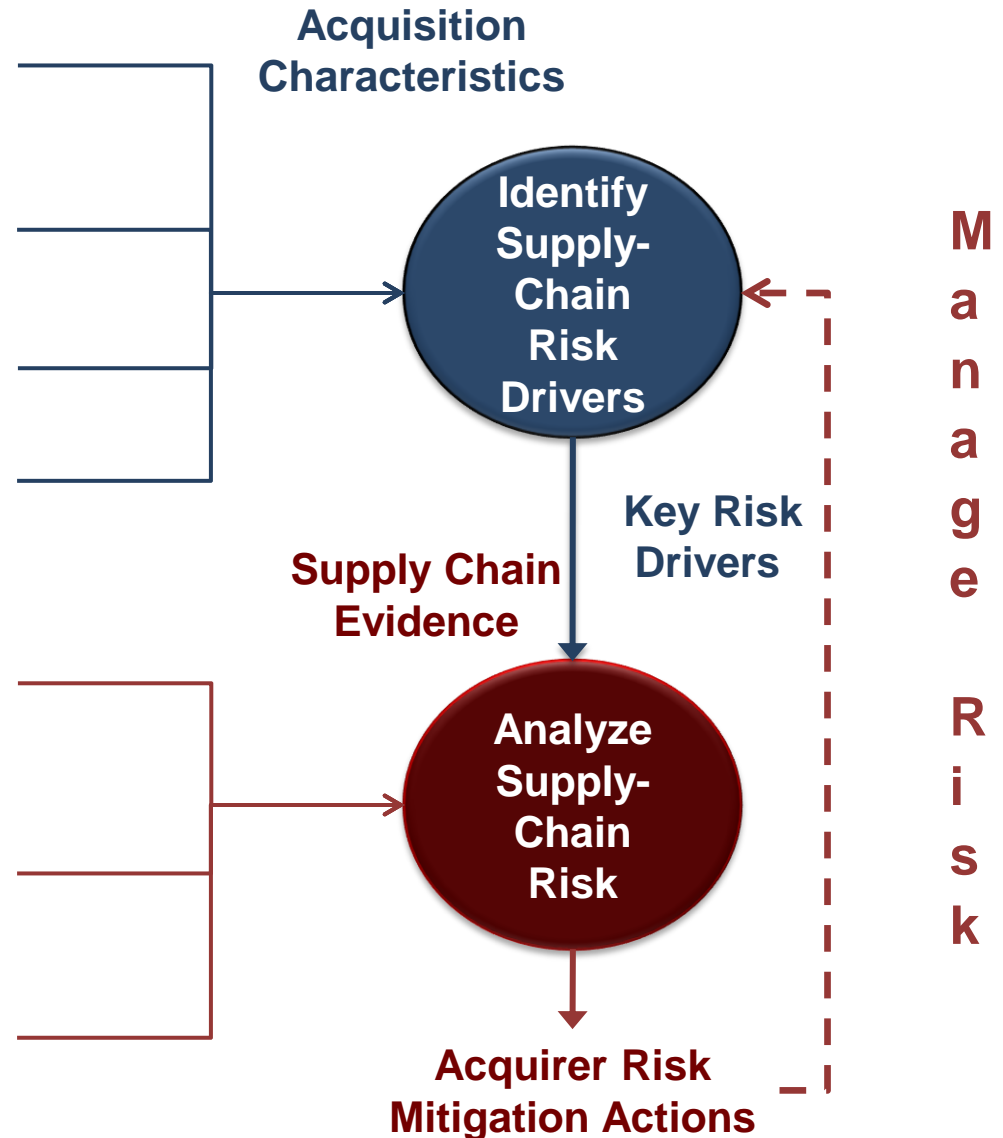 Acquisition
Characteristics
Identify
Supply-
Chain
Risk
Drivers
Key Risk
Drivers
Supply Chain
Evidence
Analyze
Supply-
Chain
Risk
Acquirer Risk
Mitigation Actions
M
a
n
a
g
e
R
i
s
k